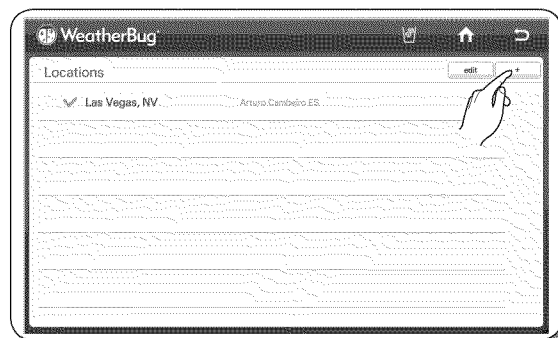 WeatherBug
Locations
edit +
Las Vegas, NV Arturo Cambeiro ES